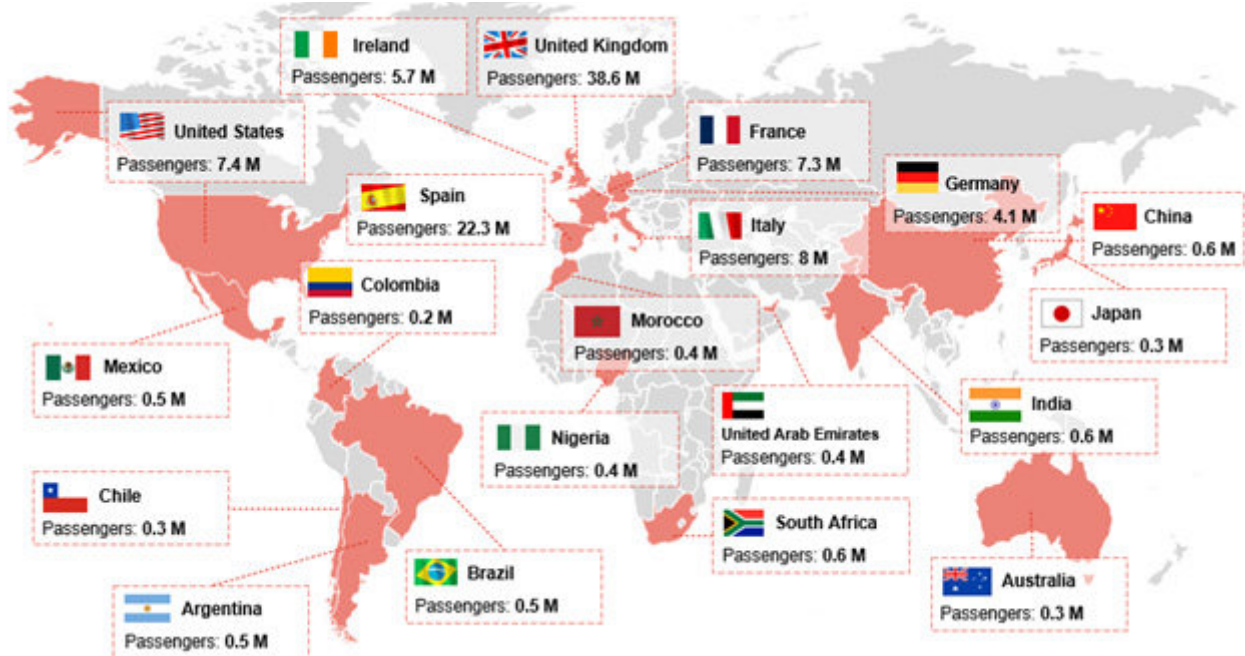 Ireland
Passengers: 5.7 M
United Kingdom
Passengers: 38.6 M
United States
Passengers: 7.4 M
France
Passengers: 7.3 M
Spain
Passengers: 22.3 M
Germany
Passengers: 4.1 M
Italy
Passengers: 8 M
China
Passengers: 0.6 M
Colombia
Passengers: 0.2 M
Morocco
Passengers: 0.4 M
Japan
Passengers: 0.3 M
Mexico
Passengers: 0.5 M
Nigeria
Passengers: 0.4 M
United Arab Emirates
Passengers: 0.4 M
India
Passengers: 0.6 M
Chile
Passengers: 0.3 M
South Africa
Passengers: 0.6 M
Brazil
Passengers: 0.5 M
Australia
Passengers: 0.3 M
Argentina
Passengers: 0.5 M